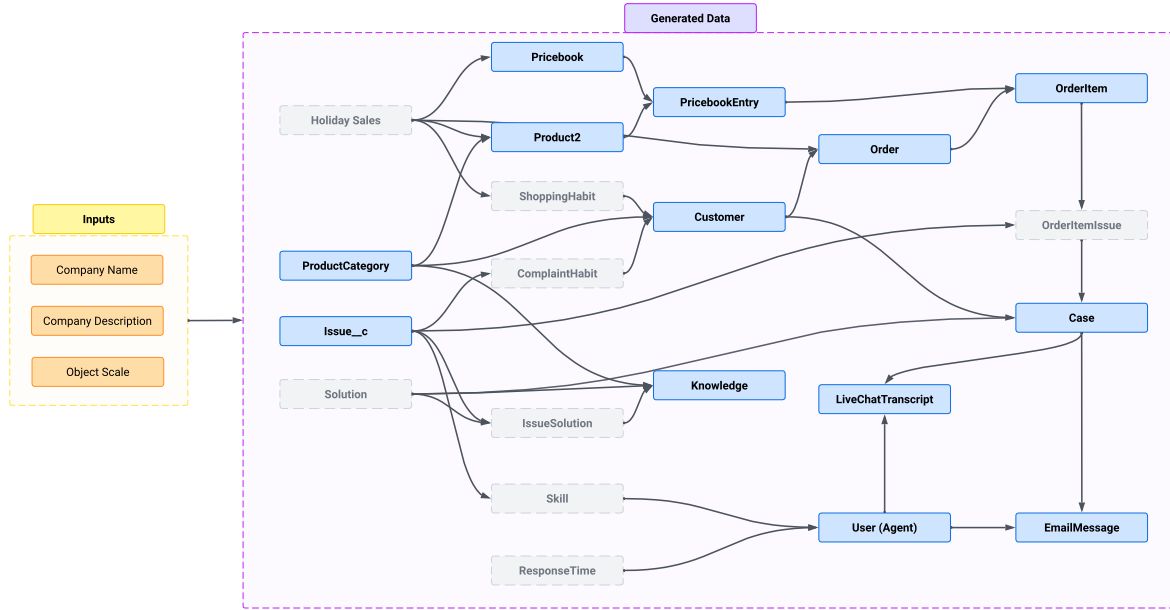 Generated Data
Pricebook
PricebookEntry
OrderItem
Holiday Sales
Product2
Order
ShoppingHabit
Customer
OrderItemIssue
Inputs
Company Name
Company Description
Object Scale
ProductCategory
ComplaintHabit
Issue__c
Case
Solution
Knowledge
LiveChatTranscript
IssueSolution
Skill
User (Agent)
EmailMessage
ResponseTime